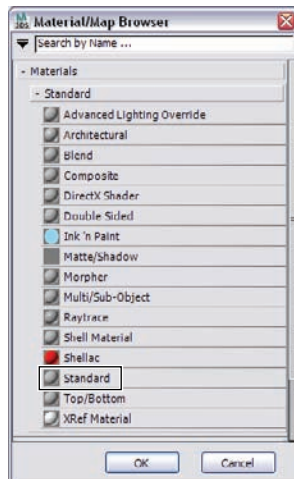 3DS Material/Map Browser
Search by Name ...
- Materials
- Standard
Advanced Lighting Override
Architectural
Blend
Composite
DirectX Shader
Double Sided
Ink 'n Paint
Matte/Shadow
Morpher
Multi/Sub-Object
Raytrace
Shell Material
Shellac
Standard
Top/Bottom
XRef Material
OK Cancel